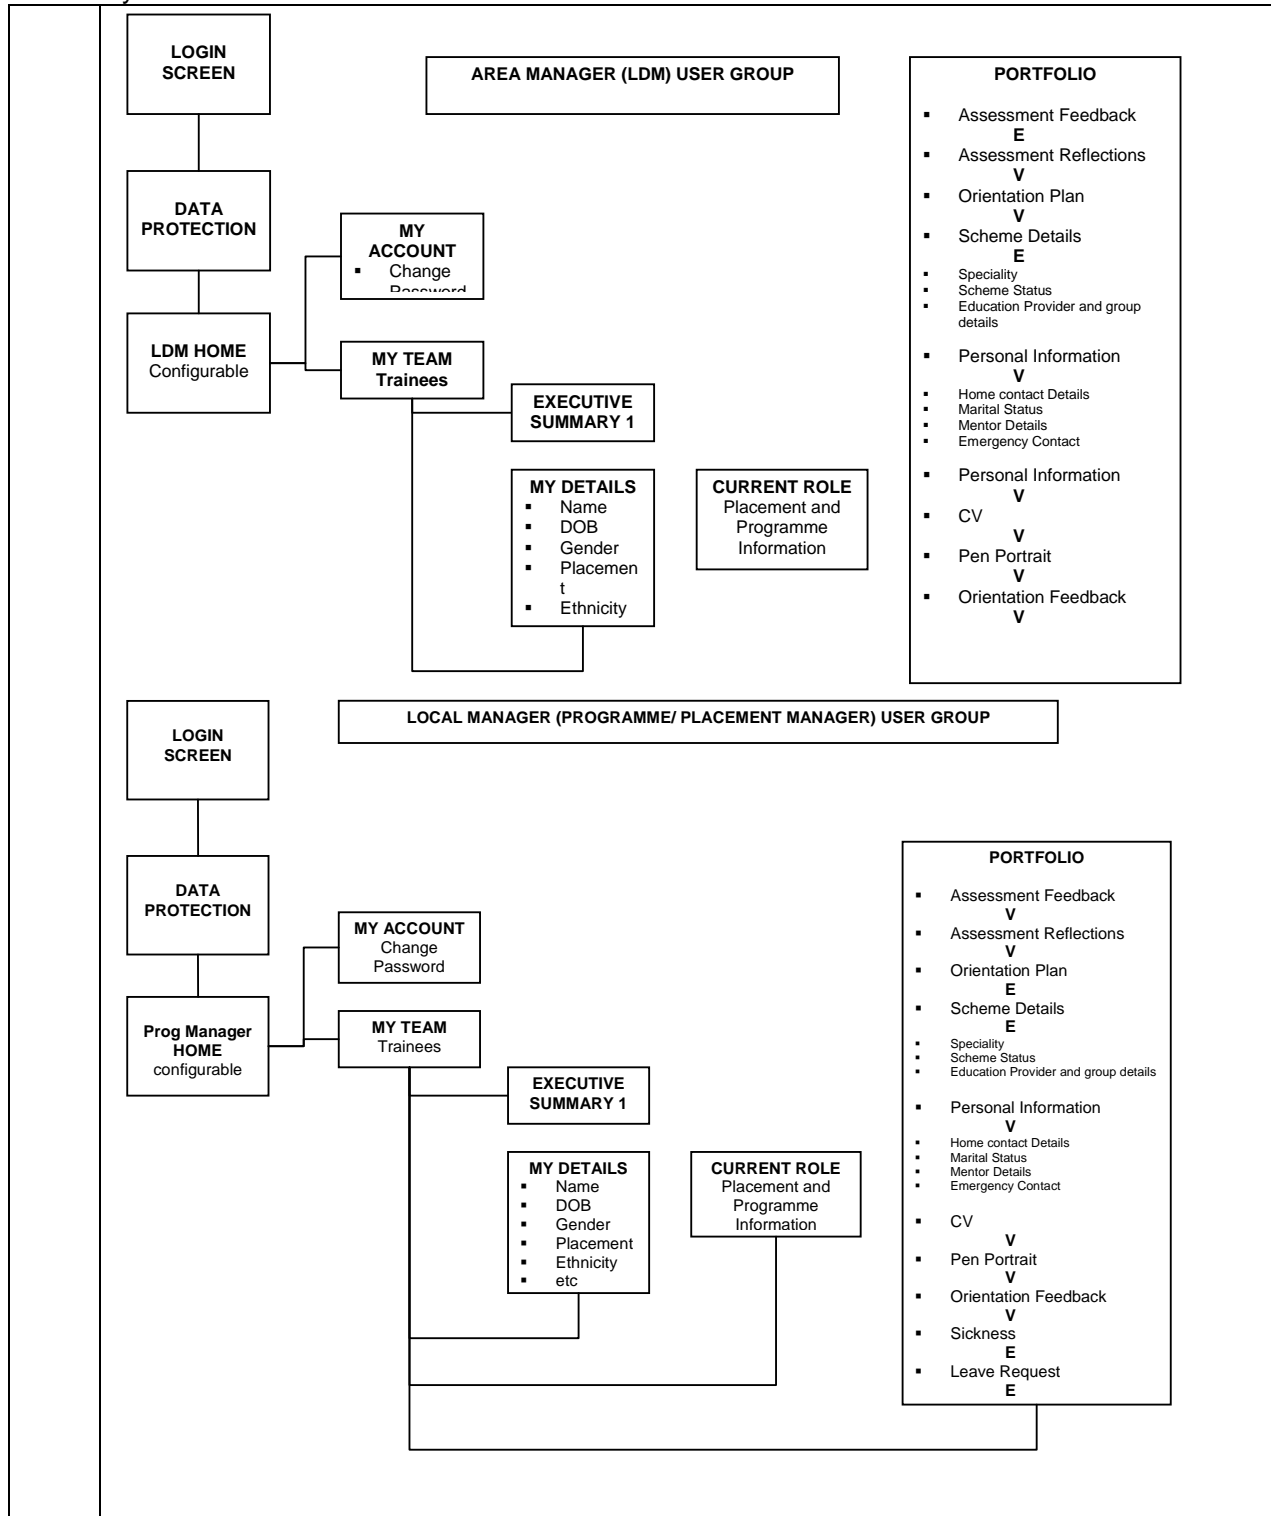 LOGIN
SCREEN
AREA MANAGER (LDM) USER GROUP
DATA
PROTECTION
MY
ACCOUNT
▪ Change
Password
LDM HOME
Configurable
MY TEAM
Trainees
EXECUTIVE
SUMMARY 1
MY DETAILS
▪ Name
▪ DOB
▪ Gender
▪ Placemen
t
▪ Ethnicity
CURRENT ROLE
Placement and
Programme
Information
PORTFOLIO
▪ Assessment Feedback
E
▪ Assessment Reflections
V
▪ Orientation Plan
V
▪ Scheme Details
E
▪ Speciality
▪ Scheme Status
▪ Education Provider and group
details
▪ Personal Information
V
▪ Home contact Details
▪ Marital Status
▪ Mentor Details
▪ Emergency Contact
▪ Personal Information
V
▪ CV
V
▪ Pen Portrait
V
▪ Orientation Feedback
V
LOGIN
SCREEN
LOCAL MANAGER (PROGRAMME/ PLACEMENT MANAGER) USER GROUP
DATA
PROTECTION
MY ACCOUNT
Change
Password
Prog Manager
HOME
configurable
MY TEAM
Trainees
EXECUTIVE
SUMMARY 1
MY DETAILS
▪ Name
▪ DOB
▪ Gender
▪ Placement
▪ Ethnicity
▪ etc
CURRENT ROLE
Placement and
Programme
Information
PORTFOLIO
▪ Assessment Feedback
V
▪ Assessment Reflections
V
▪ Orientation Plan
E
▪ Scheme Details
E
▪ Speciality
▪ Scheme Status
▪ Education Provider and group details
▪ Personal Information
V
▪ Home contact Details
▪ Marital Status
▪ Mentor Details
▪ Emergency Contact
▪ CV
V
▪ Pen Portrait
V
▪ Orientation Feedback
V
▪ Sickness
E
▪ Leave Request
E